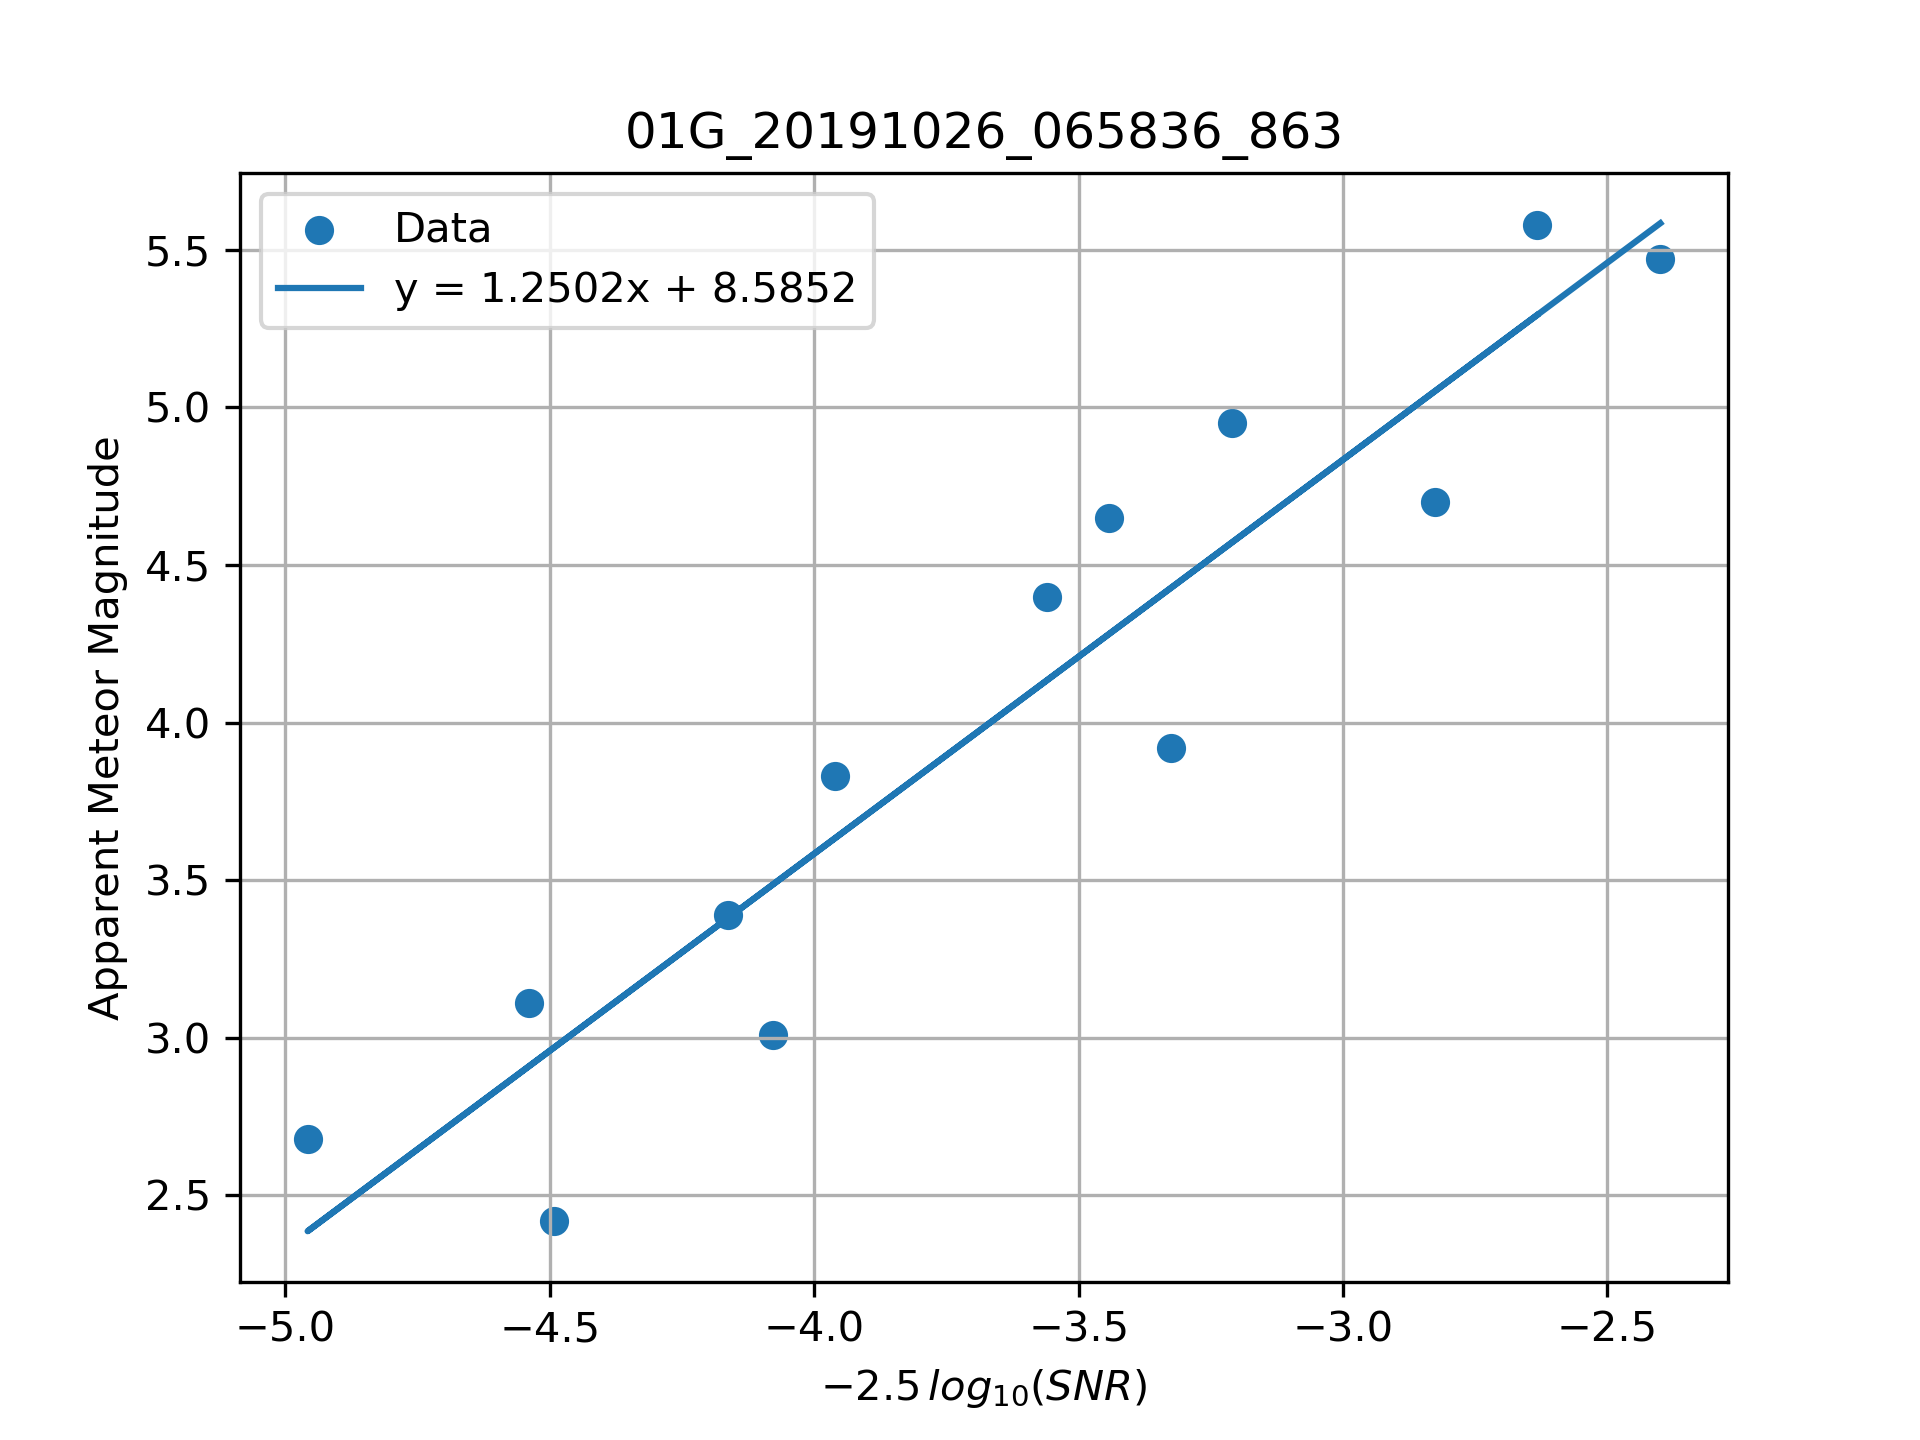 01G_20191026_065836_863
Data
y = 1.2502x + 8.5852
Apparent Meteor Magnitude
5.5
5.0
4.5
4.0
3.5
3.0
2.5
−5.0 −4.5 −4.0 −3.5 −3.0 −2.5
−2.5 log₁₀(SNR)